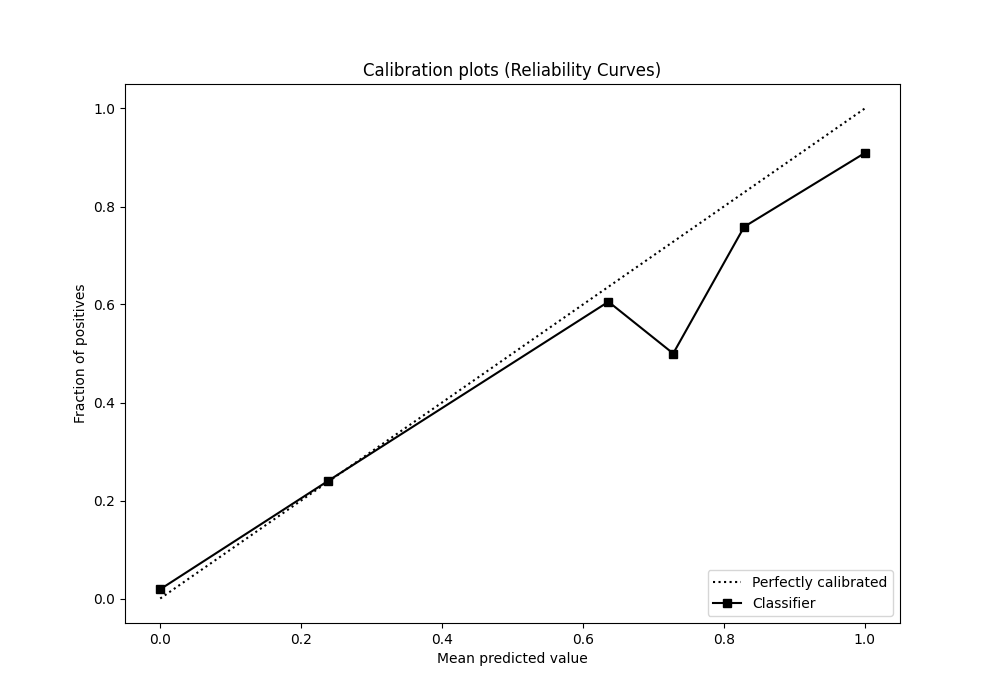 Calibration plots (Reliability Curves)
1.0
0.8
0.6
0.4
0.2
0.0
Fraction of positives
0.0 0.2 0.4 0.6 0.8 1.0
Mean predicted value
Perfectly calibrated
Classifier